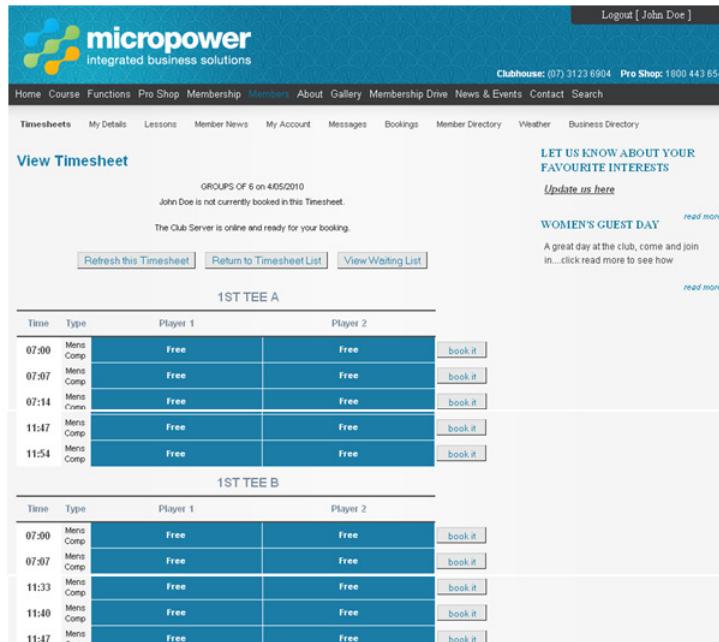 Logout [ John Doe ]
micropower
integrated business solutions
Clubhouse: (07) 3123 6904 Pro Shop: 1800 443 65
Home Course Functions Pro Shop Membership Members About Gallery Membership Drive News & Events Contact Search
Timesheets My Details Lessons Member News My Account Messages Bookings Member Directory Weather Business Directory
View Timesheet
GROUPS OF 6 on 4/05/2010
John Doe is not currently booked in this Timesheet.
The Club Server is online and ready for your booking.
Refresh this Timesheet Return to Timesheet List View Waiting List
1ST TEE A
Time Type Player 1 Player 2
07:00 Mens Comp Free Free book it
07:07 Mens Comp Free Free book it
07:14 Mens Comp Free Free book it
11:47 Mens Comp Free Free book it
11:54 Mens Comp Free Free book it
1ST TEE B
Time Type Player 1 Player 2
07:00 Mens Comp Free Free book it
07:07 Mens Comp Free Free book it
11:33 Mens Comp Free Free book it
11:40 Mens Comp Free Free book it
11:47 Mens Free Free book it
LET US KNOW ABOUT YOUR
FAVOURITE INTERESTS
Update us here
read more
WOMEN'S GUEST DAY
A great day at the club, come and join
in....click read more to see how
read more